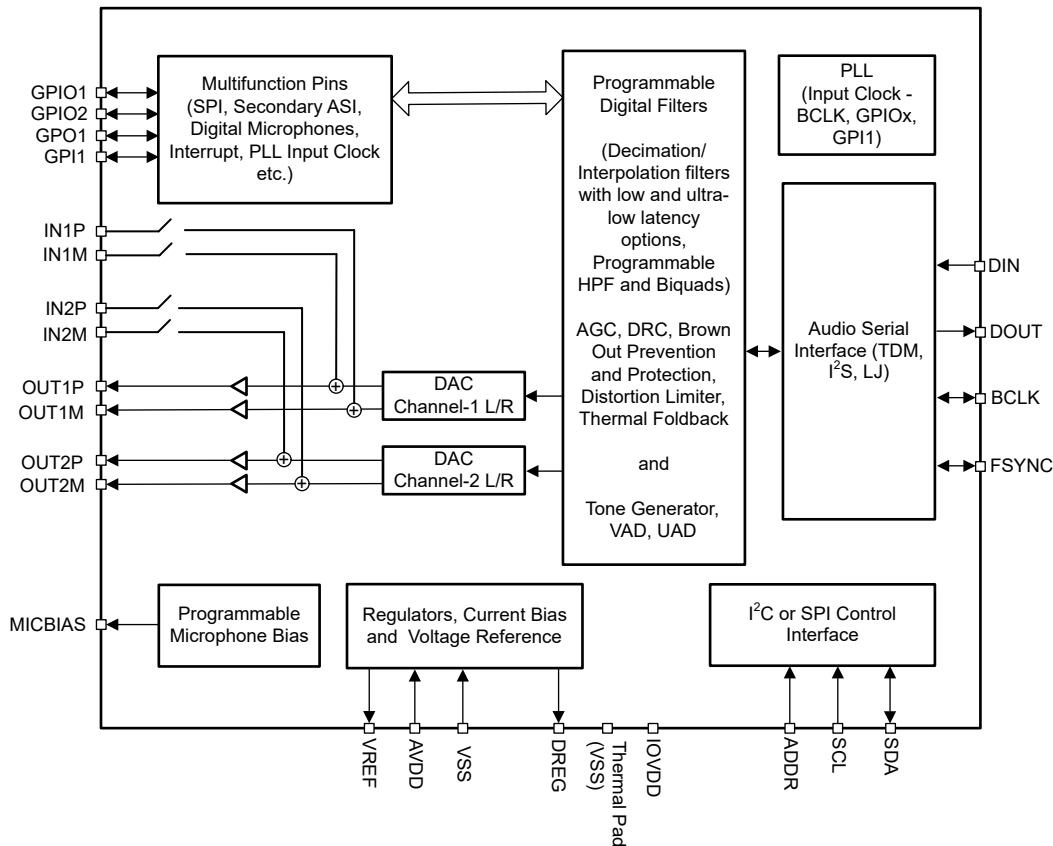 GPIO1
GPIO2
GPO1
GPI1
Multifunction Pins
(SPI, Secondary ASI,
Digital Microphones,
Interrupt, PLL Input Clock
etc.)
Programmable
Digital Filters
(Decimation/
Interpolation filters
with low and ultra-
low latency
options,
Programmable
HPF and Biquads)
AGC, DRC, Brown
Out Prevention
and Protection,
Distortion Limiter,
Thermal Foldback
and
Tone Generator,
VAD, UAD
PLL
(Input Clock -
BCLK, GPIOx,
GPI1)
IN1P
IN1M
IN2P
IN2M
OUT1P
OUT1M
OUT2P
OUT2M
DAC
Channel-1 L/R
DAC
Channel-2 L/R
Audio Serial
Interface (TDM,
I²S, LJ)
DIN
DOUT
BCLK
FSYNC
MICBIAS
Programmable
Microphone Bias
Regulators, Current Bias
and Voltage Reference
I²C or SPI Control
Interface
VREF
AVDD
VSS
DREG
Thermal Pad
(VSS)
IOVDD
ADDR
SCL
SDA